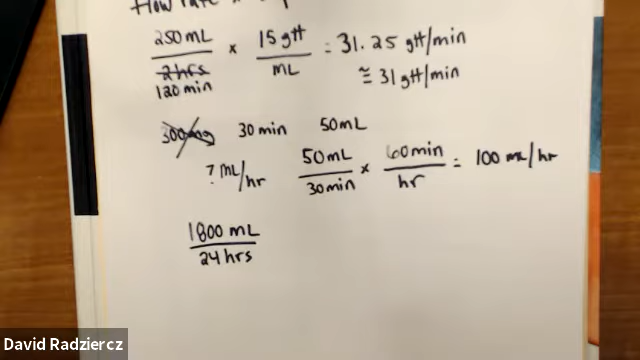 Flow rate
250 mL / 2 hrs 120 min × 15 gtt / mL = 31.25 gtt/min
≅ 31 gtt/min
300 mg 30 min 50 mL
? mL/hr 50 mL / 30 min × 60 min / hr = 100 mL/hr
1800 mL / 24 hrs
David Radziercz